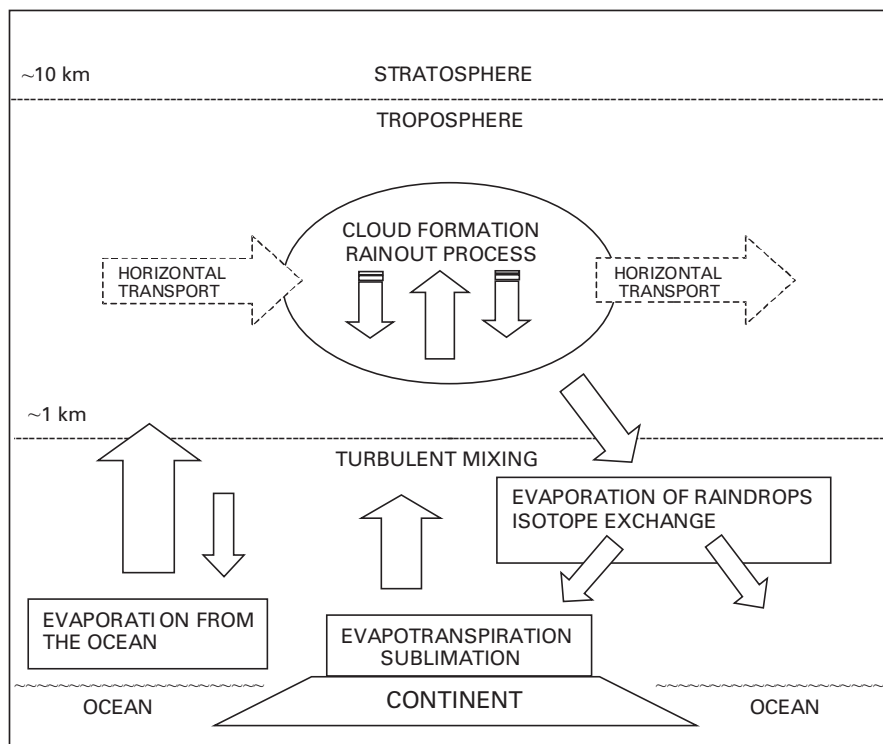 ~10 km
STRATOSPHERE
TROPOSPHERE
CLOUD FORMATION
RAINOUT PROCESS
HORIZONTAL
TRANSPORT
HORIZONTAL
TRANSPORT
~1 km
TURBULENT MIXING
EVAPORATION OF RAINDROPS
ISOTOPE EXCHANGE
EVAPORATION FROM
THE OCEAN
EVAPOTRANSPIRATION
SUBLIMATION
CONTINENT
OCEAN
OCEAN